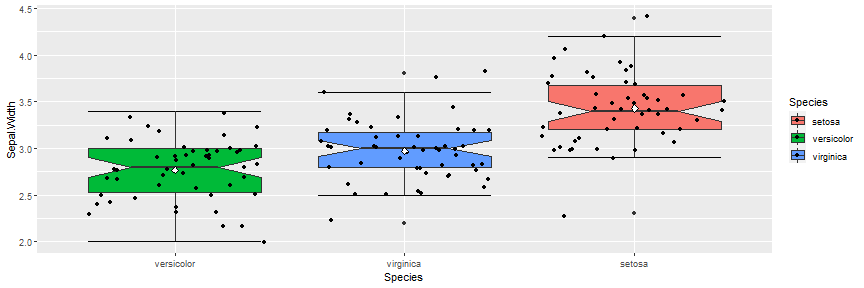 4.5
4.0
3.5
3.0
2.5
2.0
Sepal.Width
versicolor
virginica
setosa
Species
Species
setosa
versicolor
virginica